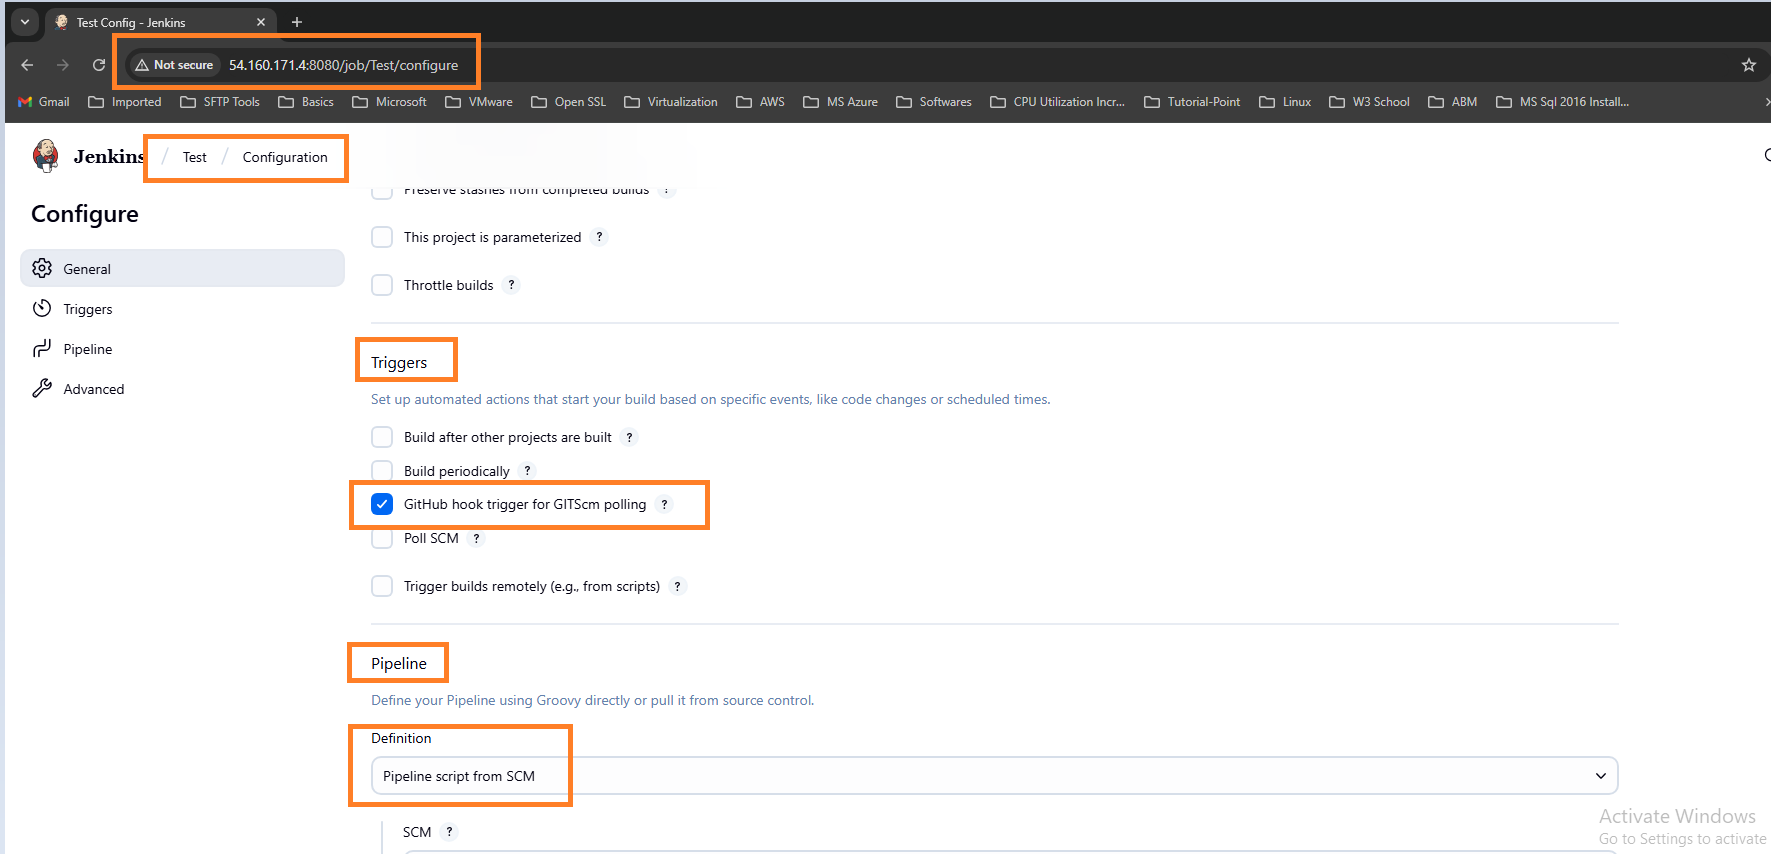 Test Config - Jenkins
Not secure 54.160.171.4:8080/job/Test/configure
Gmail Imported SFTP Tools Basics Microsoft VMware Open SSL Virtualization AWS MS Azure Softwares CPU Utilization Incr... Tutorial-Point Linux W3 School ABM MS Sql 2016 Install...
Jenkins / Test / Configuration
Configure
General
Triggers
Pipeline
Advanced
Preserve stashes from completed builds ?
This project is parameterized ?
Throttle builds ?
Triggers
Set up automated actions that start your build based on specific events, like code changes or scheduled times.
Build after other projects are built ?
Build periodically ?
GitHub hook trigger for GITScm polling ?
Poll SCM ?
Trigger builds remotely (e.g., from scripts) ?
Pipeline
Define your Pipeline using Groovy directly or pull it from source control.
Definition
Pipeline script from SCM
SCM ?
Activate Windows
Go to Settings to activate